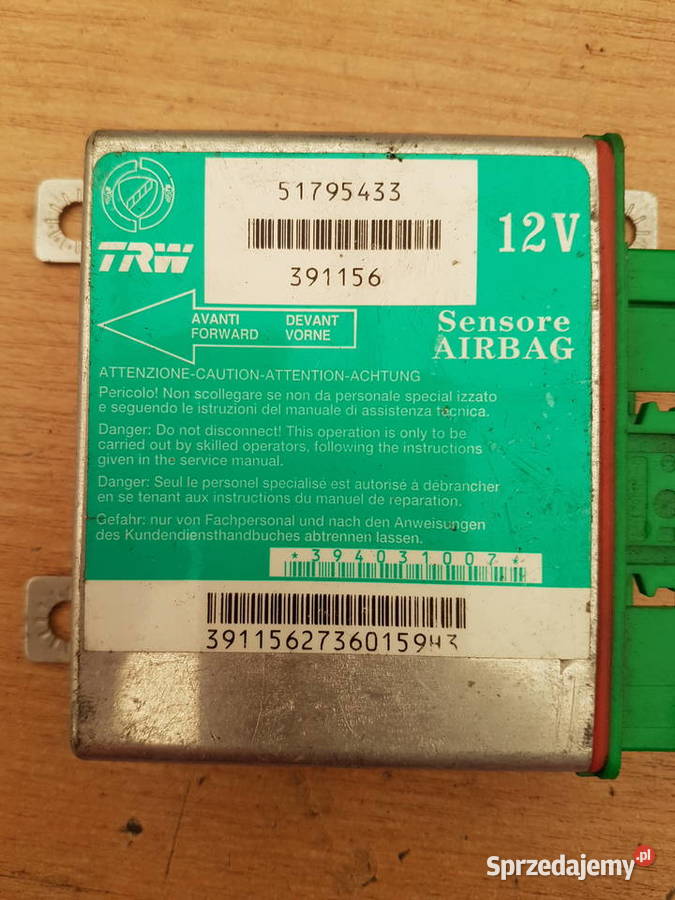 51795433
391156
12V
TRW
AVANTI DEVANT
FORWARD VORNE
Sensore
AIRBAG
ATTENZIONE-CAUTION-ATTENTION-ACHTUNG
Pericolo! Non scollegare se non da personale special izzato
e seguendo le istruzioni del manuale di assistenza tecnica.
Danger: Do not disconnect! This operation is only to be
carried out by skilled operators, following the instructions
given in the service manual.
Danger: Seul le personel specialisé est autorisé à débrancher
en se tenant aux instructions du manuel de reparation.
Gefahr: nur von Fachpersonal und nach den Anweisungen
des Kundendiensthandbuches abtrennen lassen.
*394031007*
39115627360159H3
Sprzedajemy.pl